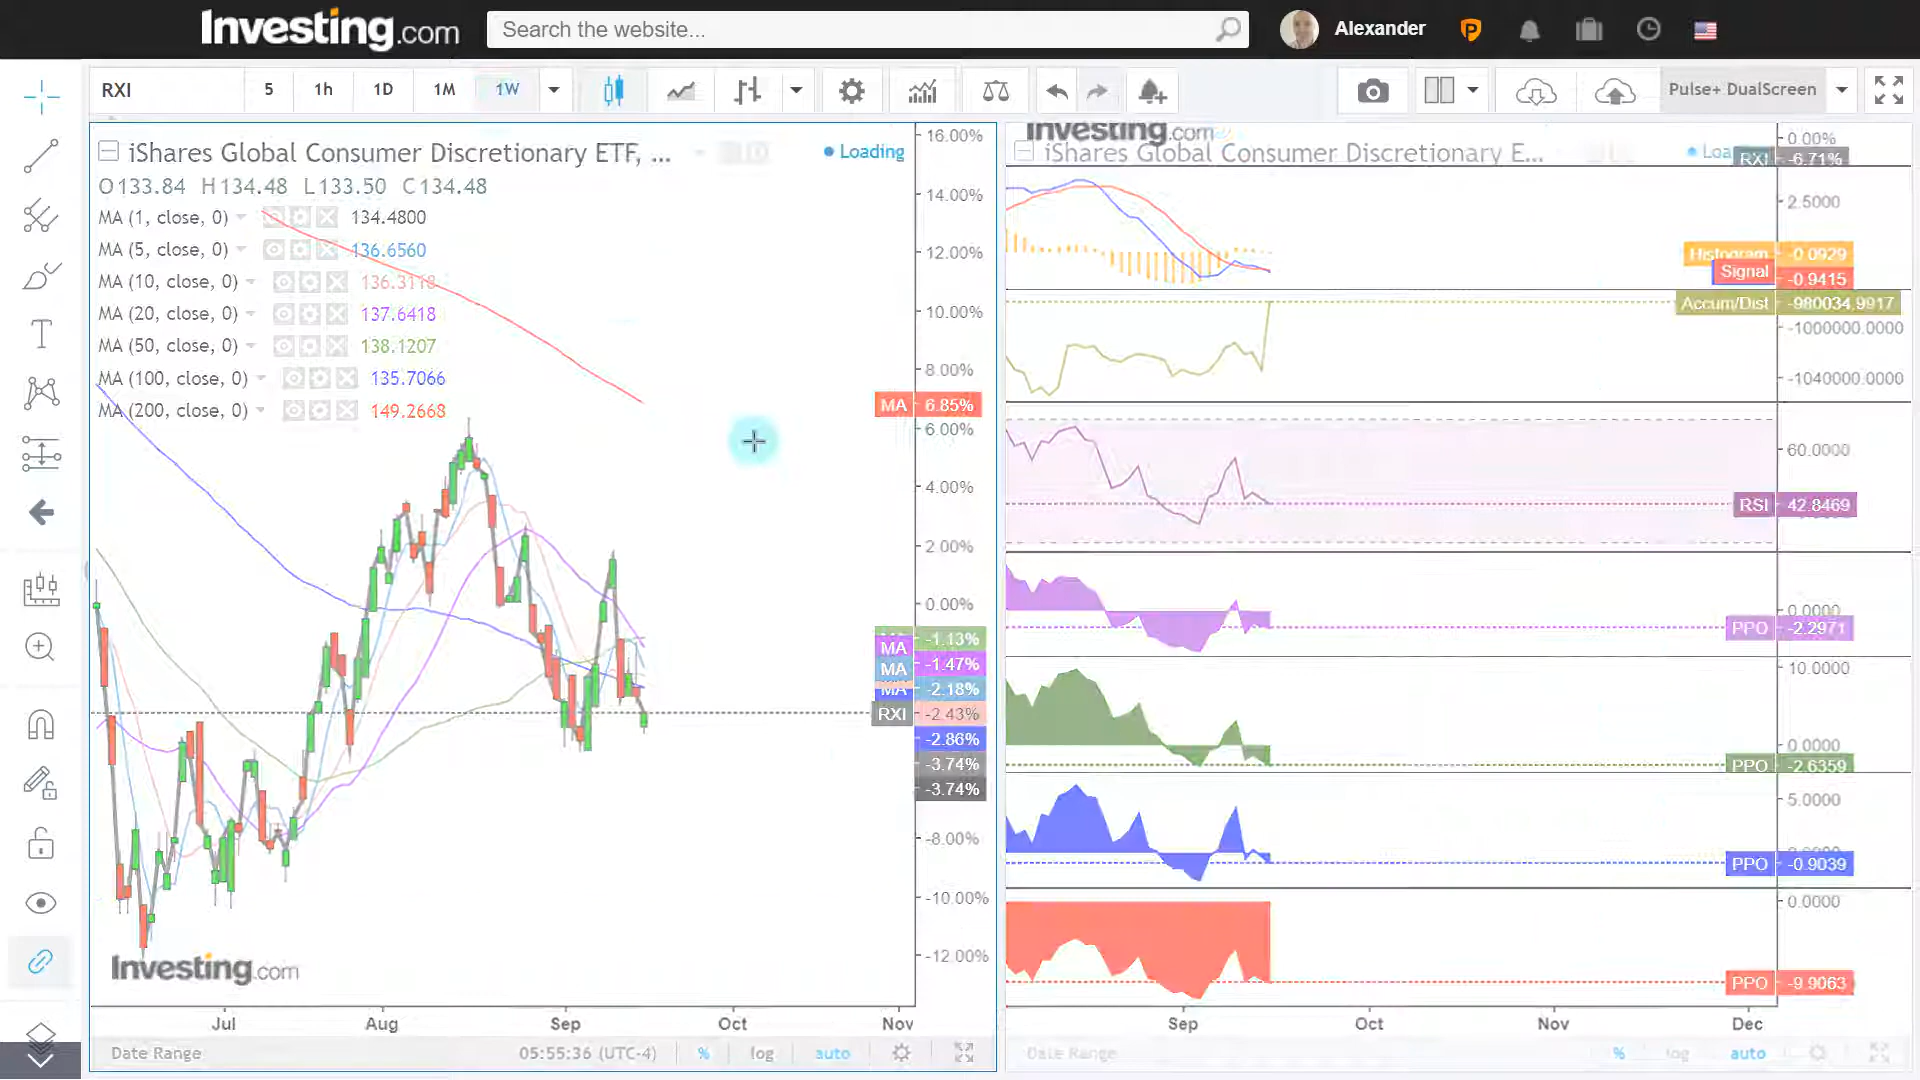 Investing.com
Search the website...
Alexander
RXI
5
1h
1D
1M
1W
Pulse+ DualScreen
iShares Global Consumer Discretionary ETF, ...
Loading
O133.84 H134.48 L133.50 C134.48
MA (1, close, 0) 134.4800
MA (5, close, 0) 136.6560
MA (10, close, 0) 136.3118
MA (20, close, 0) 137.6418
MA (50, close, 0) 138.1207
MA (100, close, 0) 135.7066
MA (200, close, 0) 149.2668
16.00%
14.00%
12.00%
10.00%
8.00%
MA 6.85%
6.00%
4.00%
2.00%
0.00%
-1.13%
MA -1.47%
MA -2.18%
MA
RXI -2.43%
-2.86%
-3.74%
-3.74%
-8.00%
-10.00%
-12.00%
Investing.com
Jul
Aug
Sep
Oct
Nov
Date Range
05:55:36 (UTC-4)
%
log
auto
Investing.com
iShares Global Consumer Discretionary E...
0.00%
RXI -6.71%
2.5000
Histogram -0.0929
Signal -0.9415
Accum/Dist -980034.9917
-1000000.0000
-1040000.0000
60.0000
RSI 42.8469
0.0000
PPO -2.2971
10.0000
0.0000
PPO -2.6359
5.0000
PPO -0.9039
0.0000
PPO -9.9063
Sep
Oct
Nov
Dec
Date Range
%
log
auto